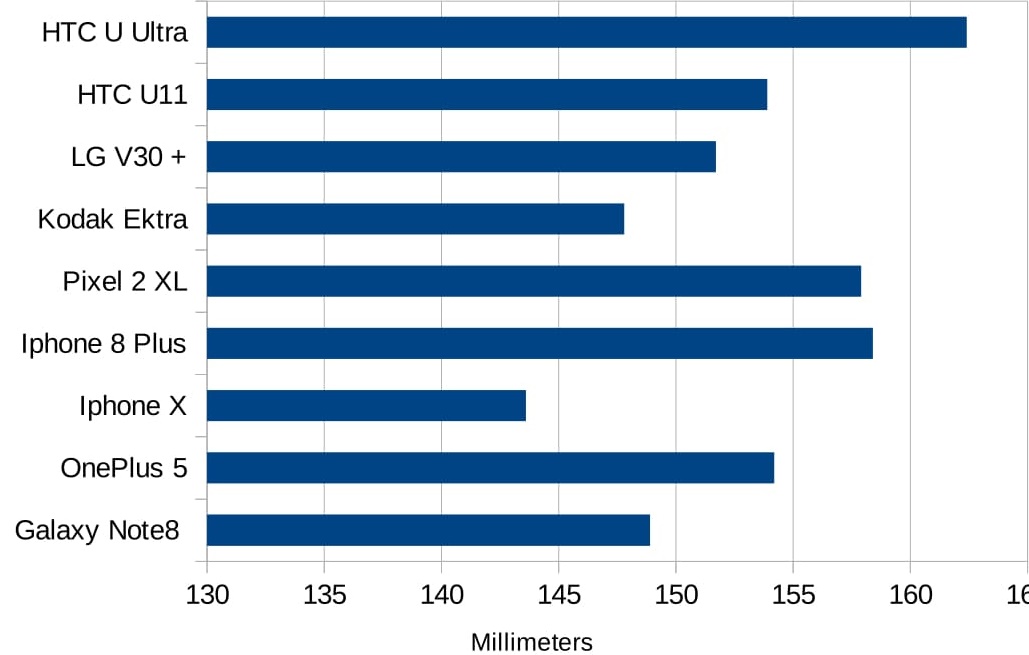 HTC U Ultra
HTC U11
LG V30 +
Kodak Ektra
Pixel 2 XL
Iphone 8 Plus
Iphone X
OnePlus 5
Galaxy Note8
130 135 140 145 150 155 160
Millimeters